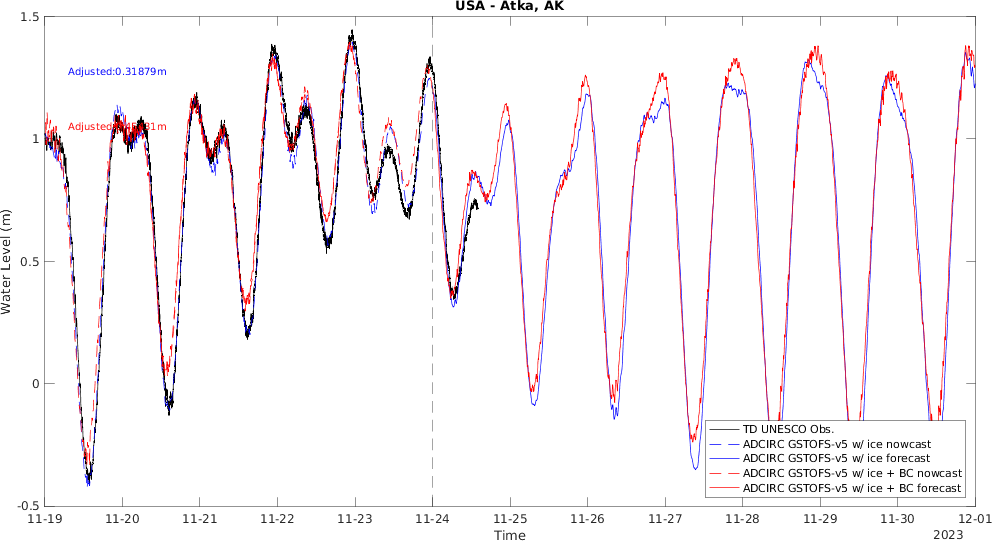 USA - Atka, AK
1.5
1
0.5
0
-0.5
Water Level (m)
Adjusted:0.31879m
11-19
11-20
11-21
11-22
11-23
11-24
11-25
11-26
11-27
11-28
11-29
11-30
12-01
Time
2023
TD UNESCO Obs.
ADCIRC GSTOFS-v5 w/ ice nowcast
ADCIRC GSTOFS-v5 w/ ice forecast
ADCIRC GSTOFS-v5 w/ ice + BC nowcast
ADCIRC GSTOFS-v5 w/ ice + BC forecast